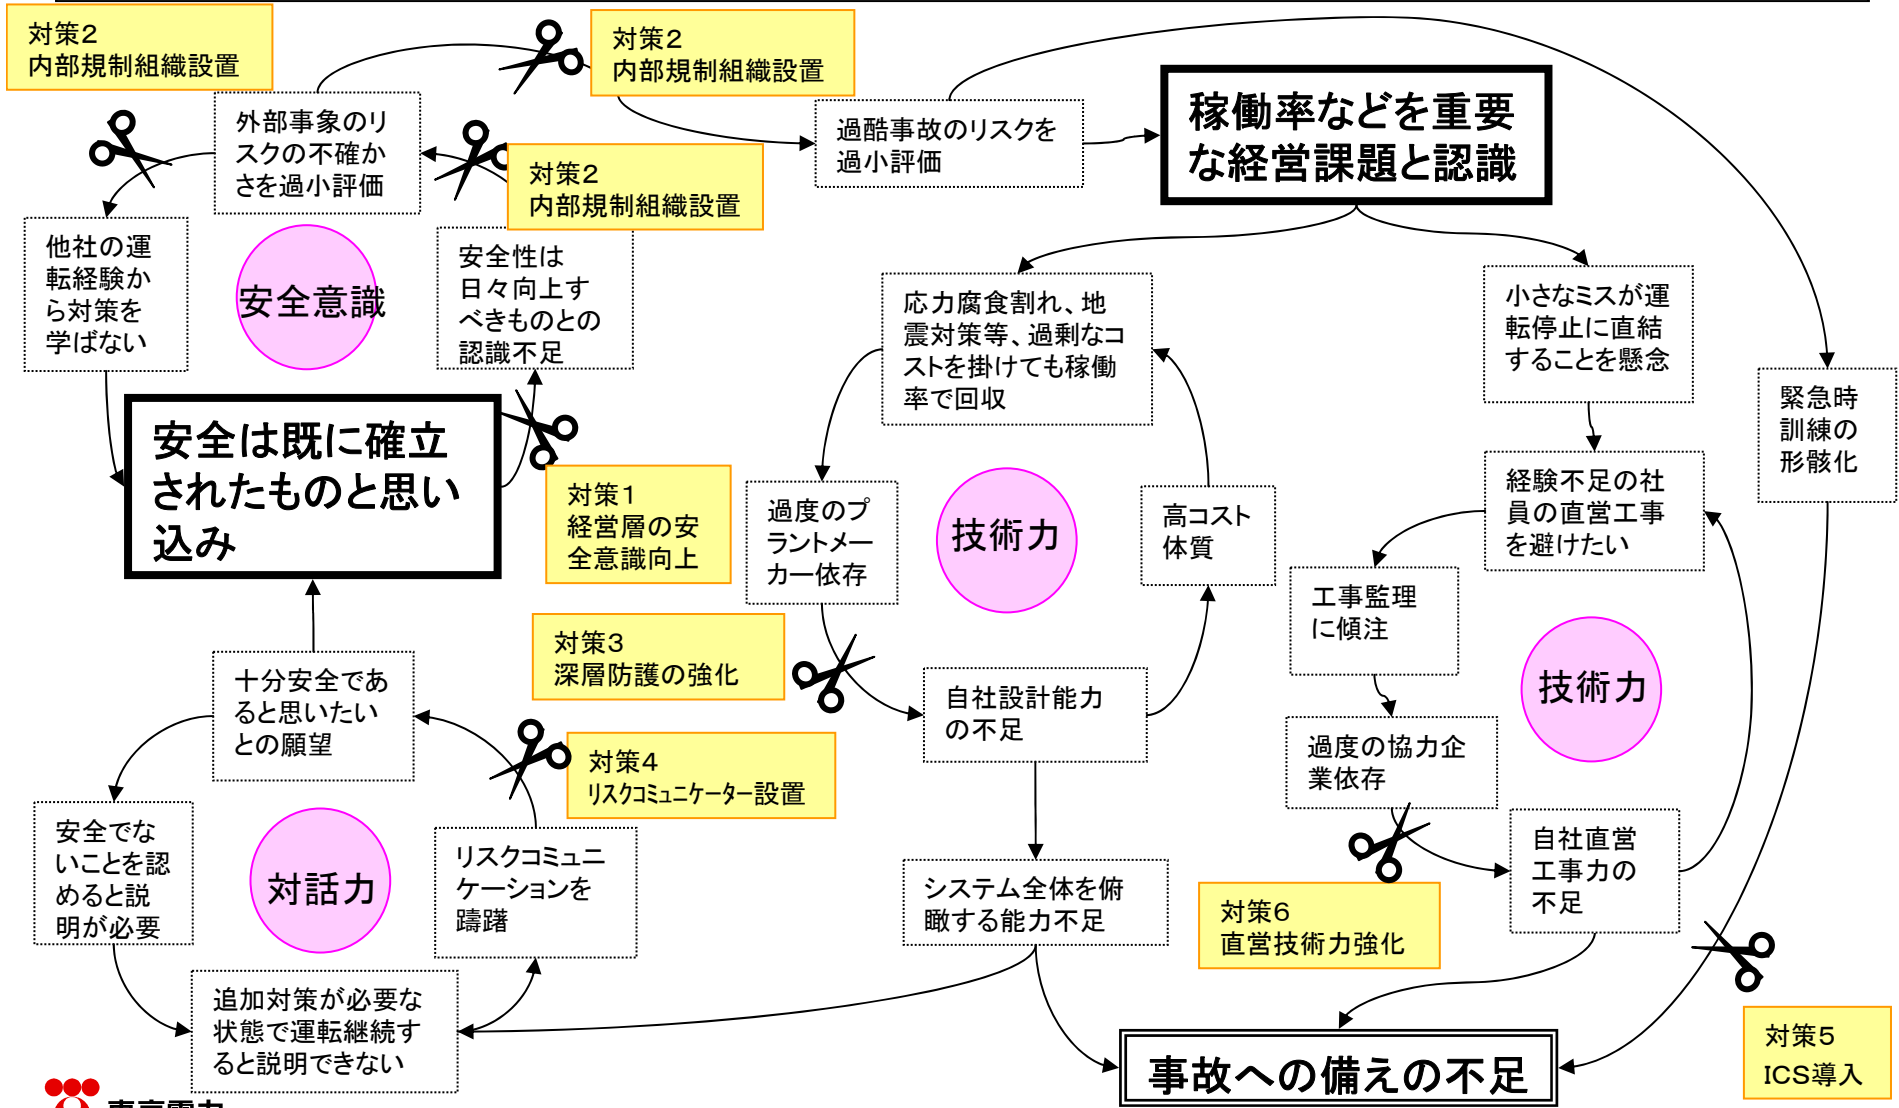 対策2
内部規制組織設置
対策2
内部規制組織設置
外部事象のリ
スクの不確か
さを過小評価
過酷事故のリスクを
過小評価
稼働率などを重要
な経営課題と認識
対策2
内部規制組織設置
他社の運
転経験か
ら対策を
学ばない
安全意識
安全性は
日々向上す
べきものとの
認識不足
応力腐食割れ、地
震対策等、過剰なコ
ストを掛けても稼働
率で回収
小さなミスが運
転停止に直結
することを懸念
緊急時
訓練の
形骸化
安全は既に確立
されたものと思い
込み
対策1
経営層の安
全意識向上
過度のプ
ラントメー
カー依存
技術力
高コスト
体質
経験不足の社
員の直営工事
を避けたい
工事監理
に傾注
対策3
深層防護の強化
技術力
十分安全であ
ると思いたい
との願望
自社設計能力
の不足
過度の協力企
業依存
対策4
リスクコミュニケーター設置
安全でな
いことを認
めると説
明が必要
対話力
リスクコミュニ
ケーションを
躊躇
システム全体を俯
瞰する能力不足
自社直営
工事力の
不足
対策6
直営技術力強化
追加対策が必要な
状態で運転継続す
ると説明できない
事故への備えの不足
対策5
ICS導入
東京電力